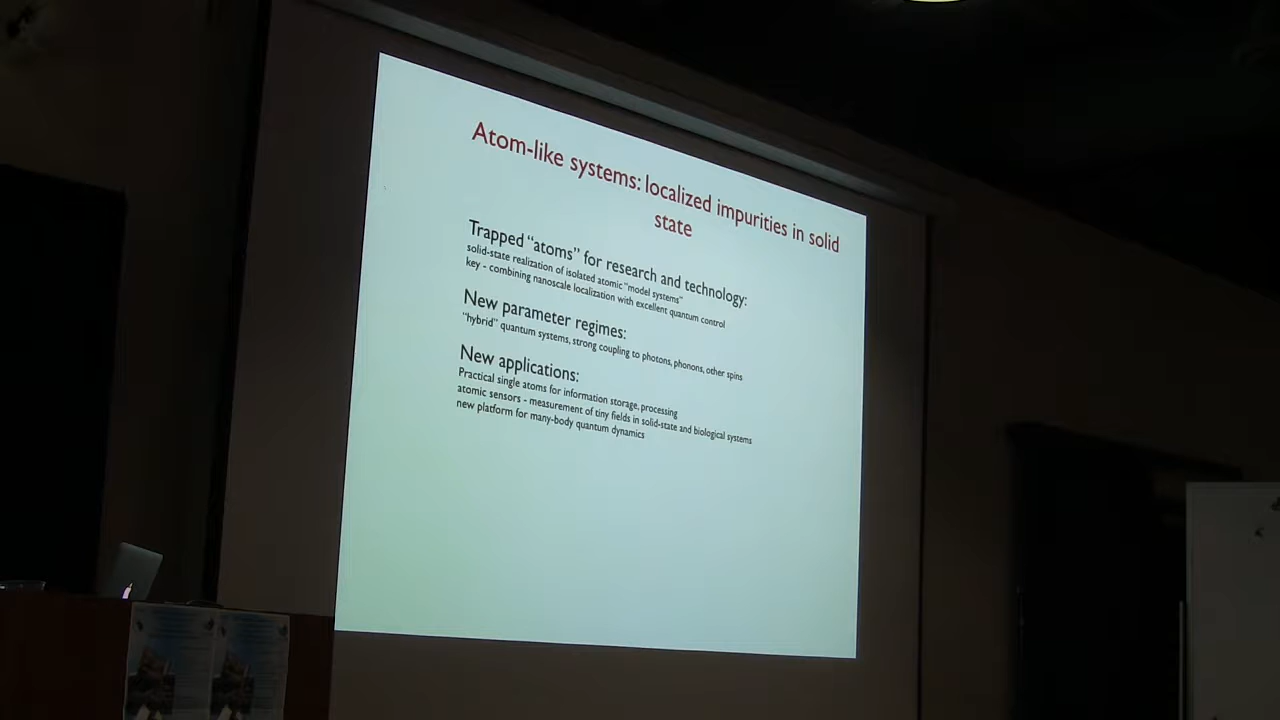 Atom-like systems: localized impurities in solid
state
Trapped “atoms” for research and technology:
solid-state realization of isolated atomic “model systems”
key - combining nanoscale localization with excellent quantum control
New parameter regimes:
“hybrid” quantum systems, strong coupling to photons, phonons, other spins
New applications:
Practical single atoms for information storage, processing
atomic sensors - measurement of tiny fields in solid-state and biological systems
new platform for many-body quantum dynamics